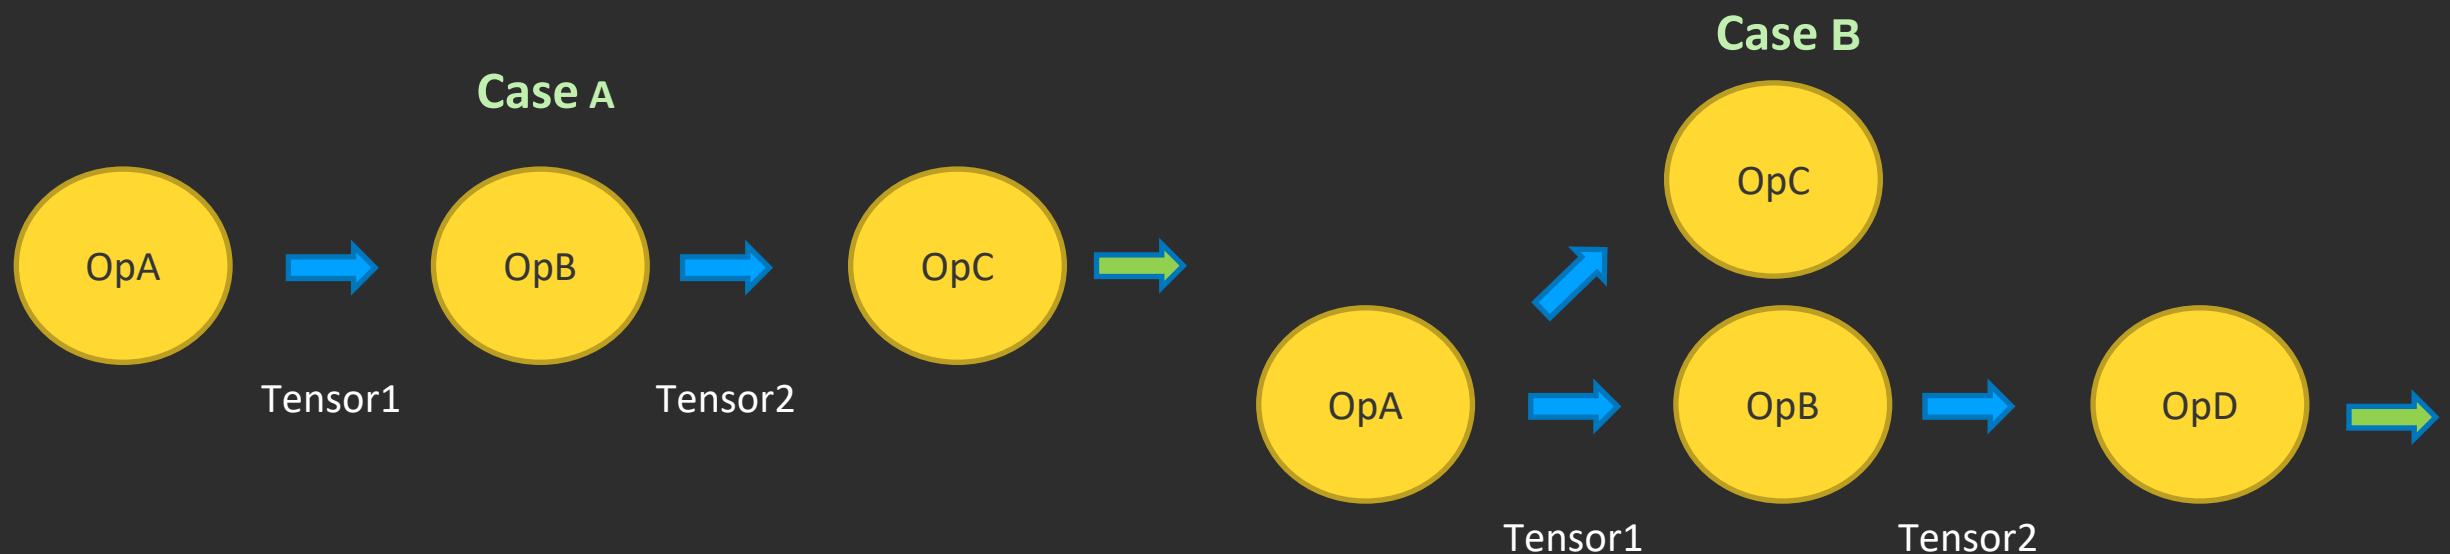 Case A
OpA
OpB
OpC
Tensor1
Tensor2
Case B
OpC
OpA
OpB
OpD
Tensor1
Tensor2